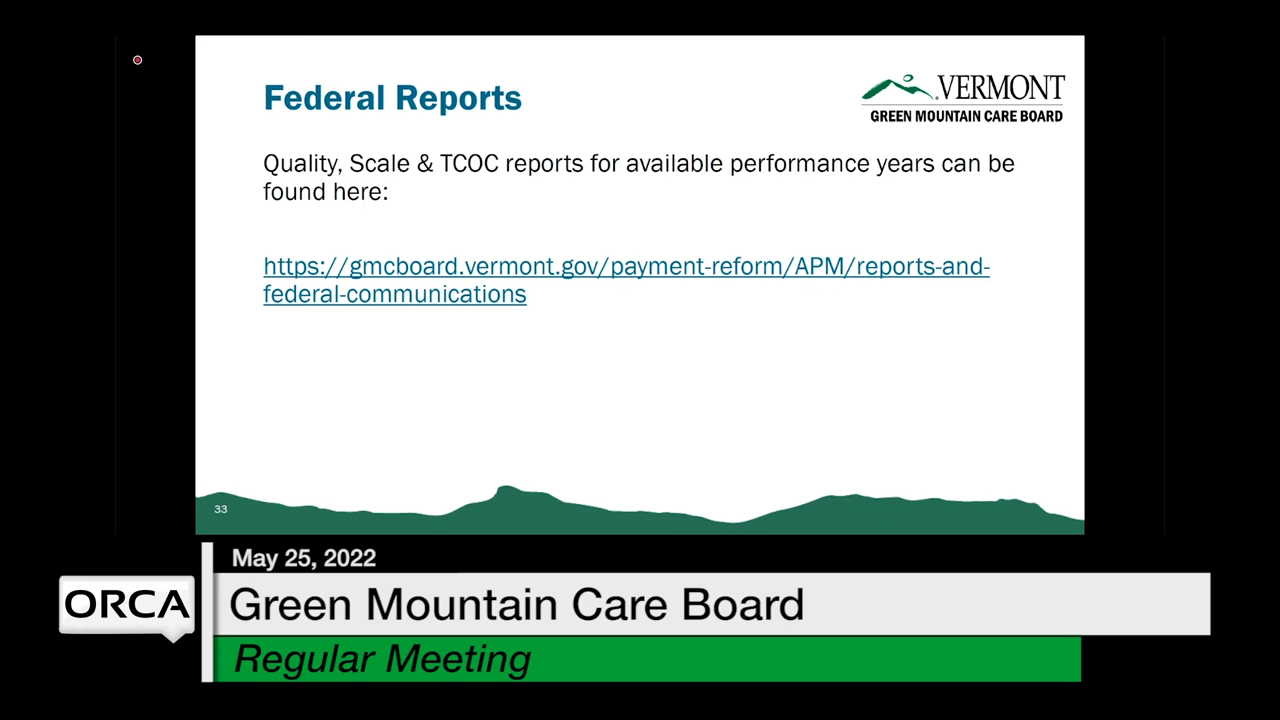 Federal Reports
VERMONT
GREEN MOUNTAIN CARE BOARD
Quality, Scale & TCOC reports for available performance years can be
found here:
https://gmcboard.vermont.gov/payment-reform/APM/reports-and-
federal-communications
33
May 25, 2022
ORCA
Green Mountain Care Board
Regular Meeting